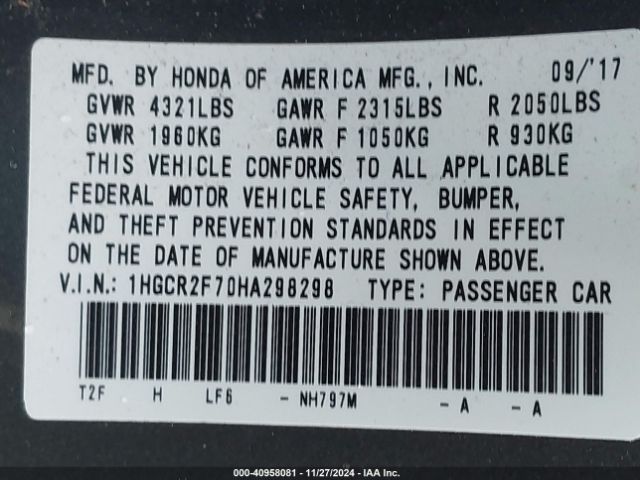 MFD. BY HONDA OF AMERICA MFG., INC. 09/'17
GVWR 4321LBS GAWR F 2315LBS R 2050LBS
GVWR 1960KG GAWR F 1050KG R 930KG
THIS VEHICLE CONFORMS TO ALL APPLICABLE
FEDERAL MOTOR VEHICLE SAFETY, BUMPER,
AND THEFT PREVENTION STANDARDS IN EFFECT
ON THE DATE OF MANUFACTURE SHOWN ABOVE.
V.I.N.: 1HGCR2F70HA298298 TYPE: PASSENGER CAR
T2F H LF6 - NH797M - A - A
000-40958081 - 11/27/2024 - IAA Inc.